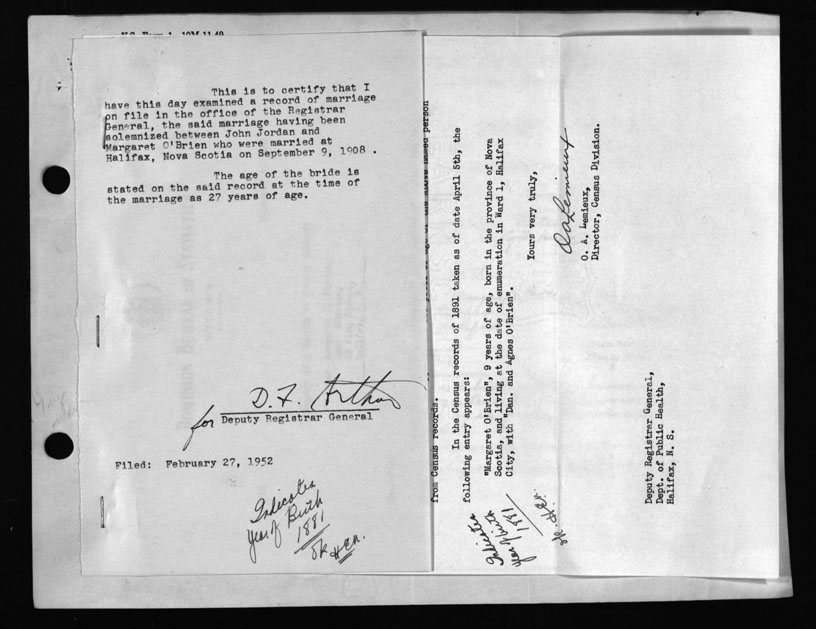 This is to certify that I
have this day examined a record of marriage
on file in the office of the Registrar
General, the said marriage having been
solemnized between John Jordan and
Margaret O'Brien who were married at
Halifax, Nova Scotia on September 9, 1908 .
The age of the bride is
stated on the said record at the time of
the marriage as 27 years of age.
D. F. Arthur
for Deputy Registrar General
Filed: February 27, 1952
Indicates
Year of Birth
1881
OK HEN.
from Census records.
In the Census records of 1891 taken as of date April 5th, the
following entry appears:
"Margaret O'Brien", 9 years of age, born in the province of Nova
Scotia, and living at the date of enumeration in Ward 1, Halifax
City, with "Dan. and Agnes O'Brien".
Indicates
year of birth
1881
OK HEN.
Yours very truly,
O A Lemieux
O. A. Lemieux,
Director, Census Division.
Deputy Registrar General,
Dept. of Public Health,
Halifax, N. S.